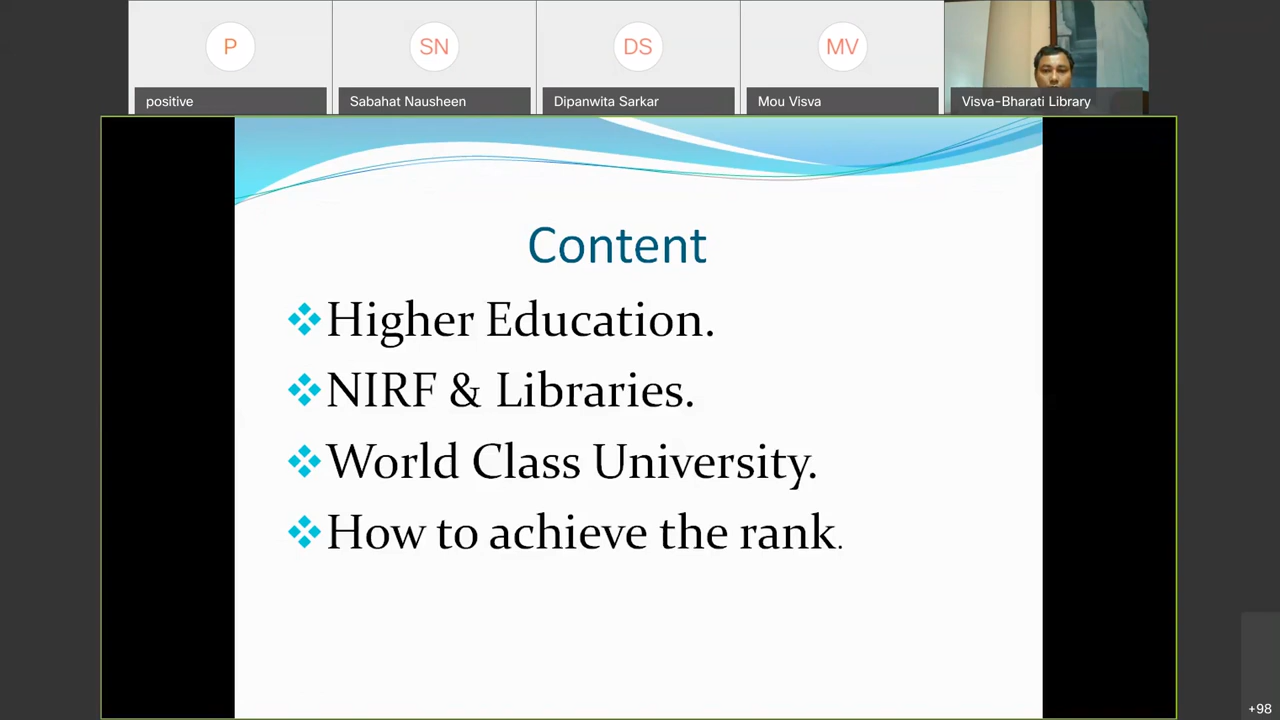 P
SN
DS
MV
positive
Sabahat Nausheen
Dipanwita Sarkar
Mou Visva
Visva-Bharati Library
Content
Higher Education.
NIRF & Libraries.
World Class University.
How to achieve the rank.
+98